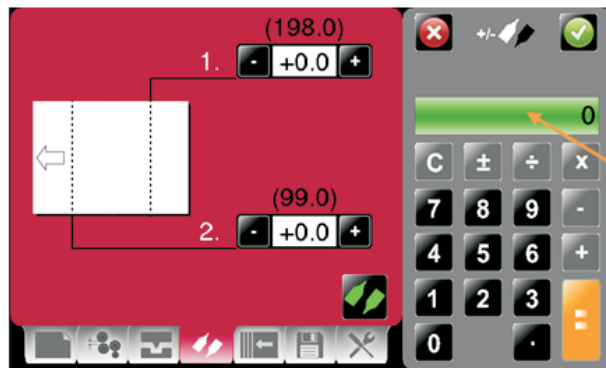 (198.0)
1. - +0.0 +
(99.0)
2. - +0.0 +
+/-
0
C ± ÷ x
7 8 9 -
4 5 6 +
1 2 3 =
0 .